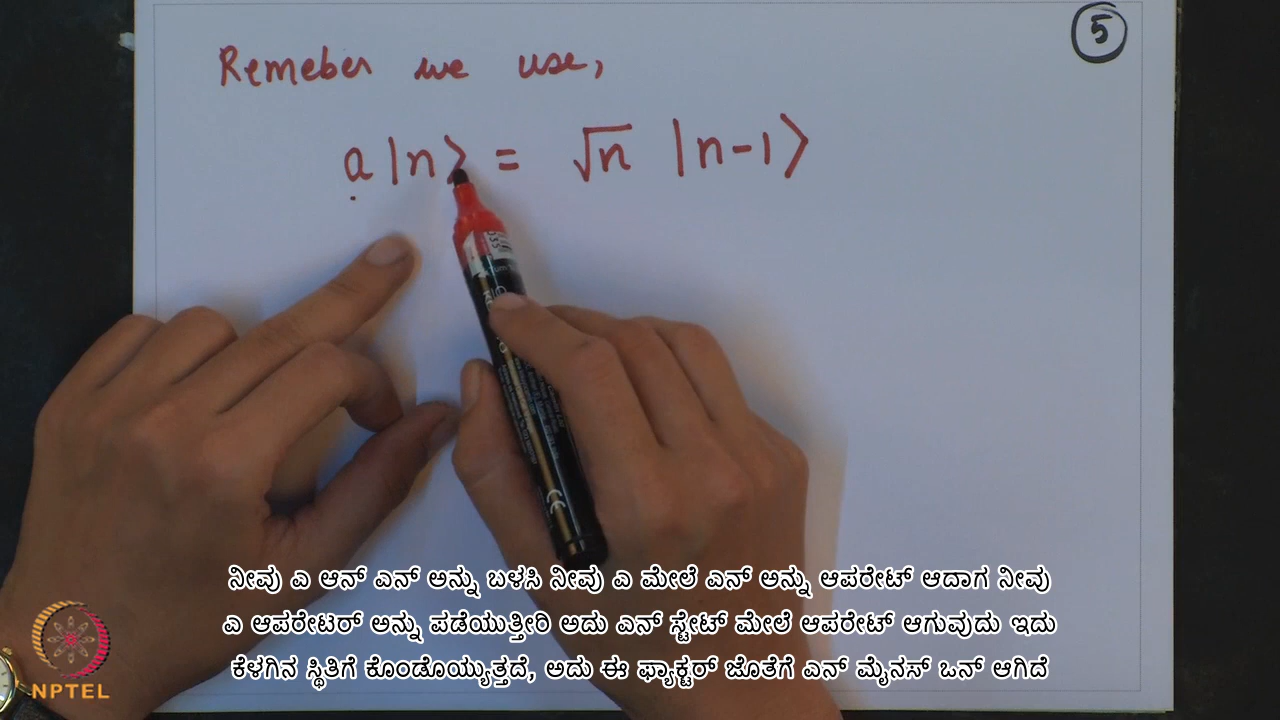 5
Remeber we use,
a |n> = √n |n-1>
ನೀವು ಎ ಆನ್ ಎನ್ ಅನ್ನು ಬಳಸಿ ನೀವು ಎ ಮೇಲೆ ಎನ್ ಅನ್ನು ಆಪರೇಟ್ ಆದಾಗ ನೀವು
ಎ ಆಪರೇಟರ್ ಅನ್ನು ಪಡೆಯುತ್ತೀರಿ ಅದು ಎನ್ ಸ್ಟೇಟ್ ಮೇಲೆ ಆಪರೇಟ್ ಆಗುವುದು ಇದು
ಕೆಳಗಿನ ಸ್ಥಿತಿಗೆ ಕೊಂಡೊಯ್ಯುತ್ತದೆ, ಅದು ಈ ಫ್ಯಾಕ್ಟರ್ ಜೊತೆಗೆ ಎನ್ ಮೈನಸ್ ಒನ್ ಆಗಿದೆ
NPTEL